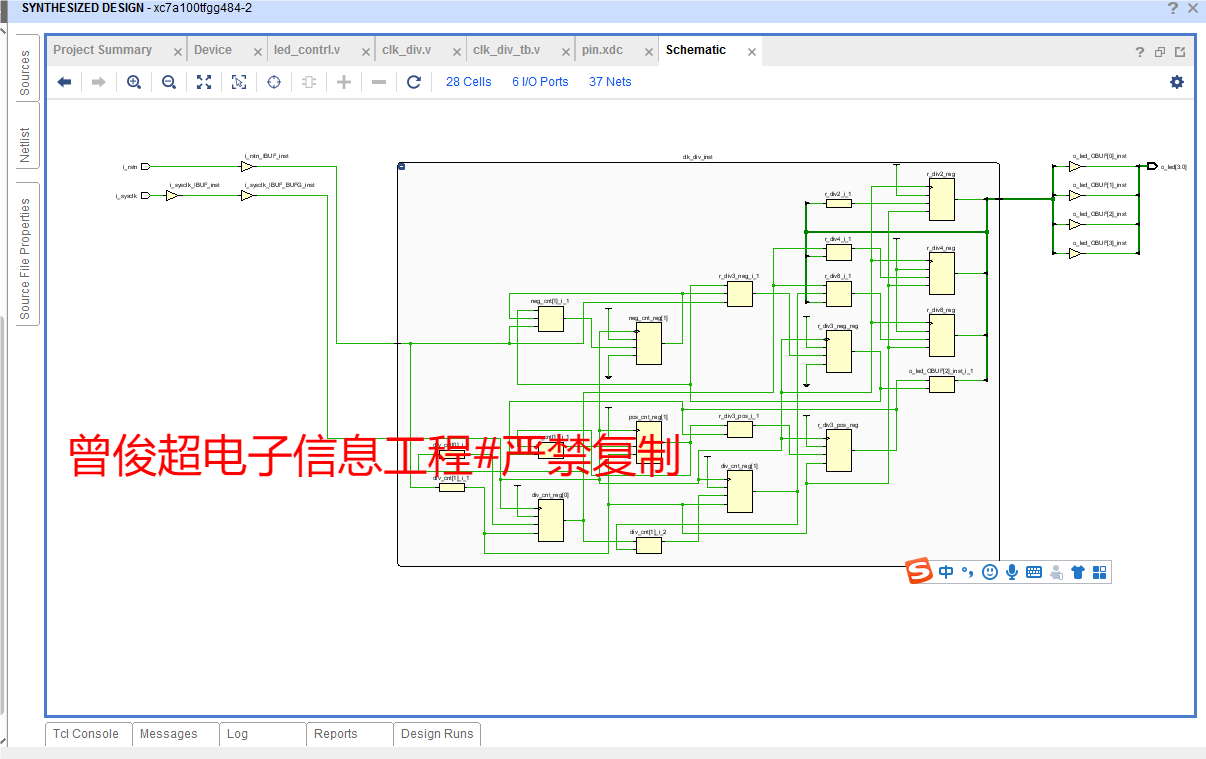 SYNTHESIZED DESIGN - xc7a100tfgg484-2
Sources
Netlist
Source File Properties
Project Summary
Device
led_contrl.v
clk_div.v
clk_div_tb.v
pin.xdc
Schematic
28 Cells
6 I/O Ports
37 Nets
clk_div_inst
i_rstn
i_rstn_IBUF_inst
i_sysclk
i_sysclk_IBUF_inst
i_sysclk_IBUF_BUFG_inst
r_div2_reg
r_div2_i_1
o_led_OBUF[0]_inst
o_led[3:0]
o_led_OBUF[1]_inst
o_led_OBUF[2]_inst
o_led_OBUF[3]_inst
r_div4_i_1
r_div4_reg
r_div3_neg_i_1
r_div8_i_1
neg_cnt[1]_i_1
neg_cnt_reg[1]
r_div8_reg
r_div3_neg_reg
o_led_OBUF[2]_inst_i_1
pos_cnt_reg[1]
r_div3_pos_i_1
r_div3_pos_reg
曾俊超电子信息工程#严禁复制
div_cnt_reg[1]
div_cnt[1]_i_1
div_cnt_reg[0]
div_cnt[1]_i_2
中
Tcl Console
Messages
Log
Reports
Design Runs